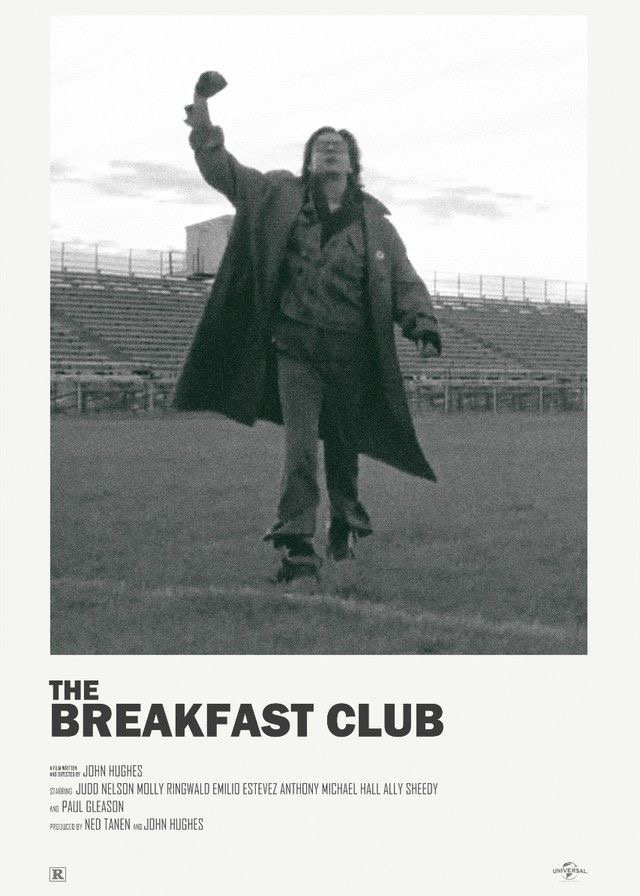 THE
BREAKFAST CLUB
A FILM WRITTEN
AND DIRECTED BY JOHN HUGHES
STARRING JUDD NELSON MOLLY RINGWALD EMILIO ESTEVEZ ANTHONY MICHAEL HALL ALLY SHEEDY
AND PAUL GLEASON
PRODUCED BY NED TANEN AND JOHN HUGHES
R
UNIVERSAL